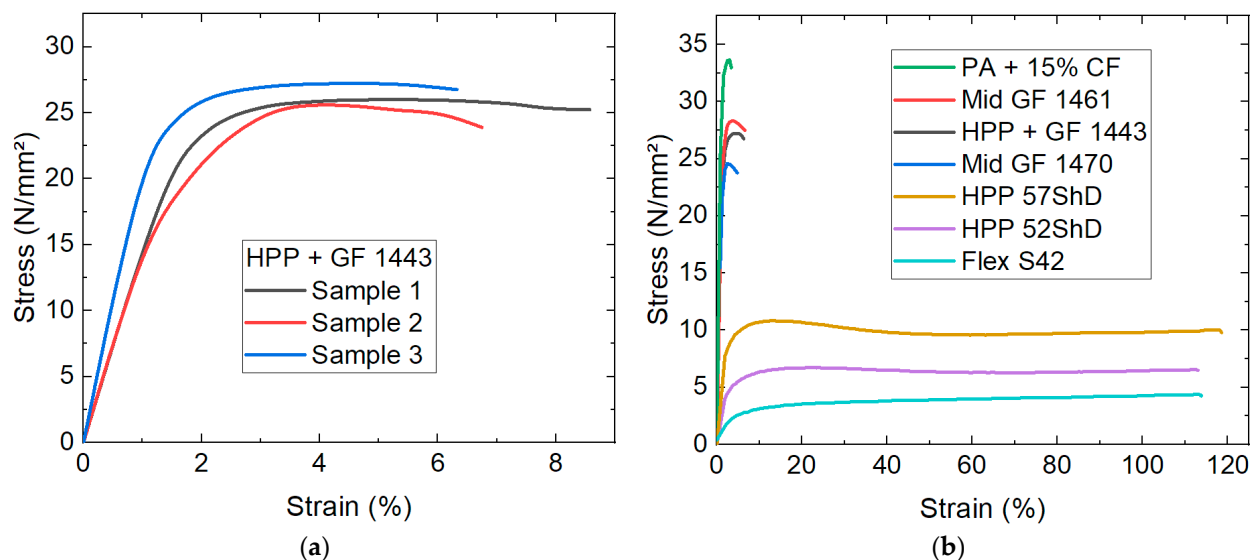 30
25
20
15
10
5
0
Stress (N/mm²)
HPP + GF 1443
Sample 1
Sample 2
Sample 3
0 2 4 6 8
Strain (%)
(a)
35
30
25
20
15
10
5
0
Stress (N/mm²)
PA + 15% CF
Mid GF 1461
HPP + GF 1443
Mid GF 1470
HPP 57ShD
HPP 52ShD
Flex S42
0 20 40 60 80 100 120
Strain (%)
(b)